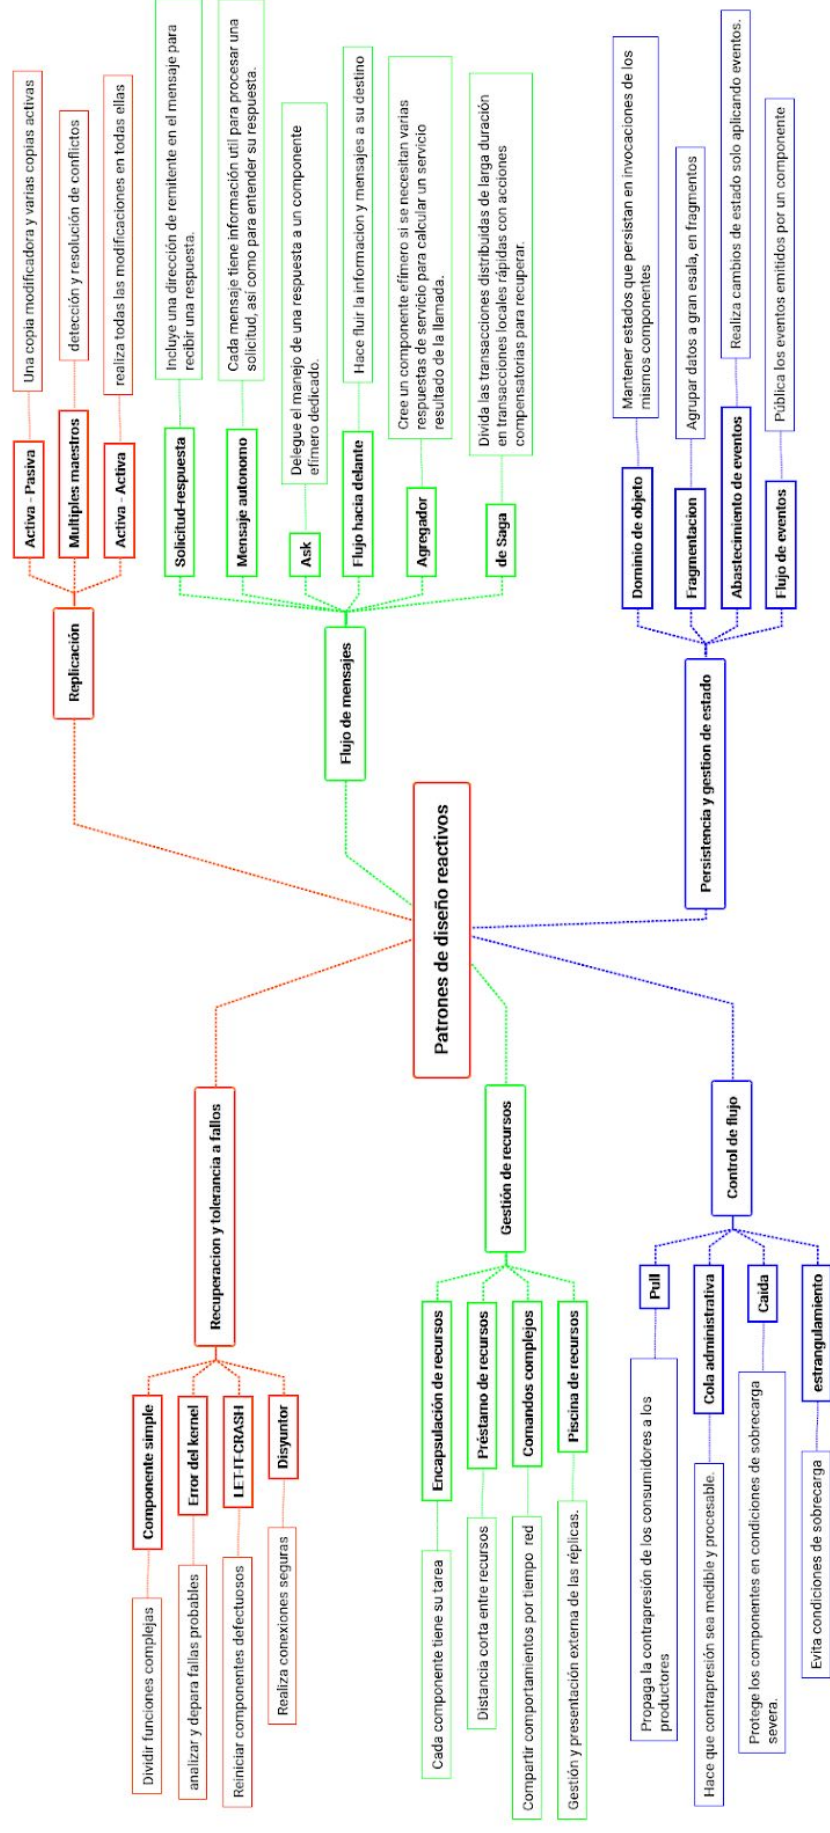 Patrones de diseño reactivos
Recuperacion y tolerancia a fallos
Componente simple
Dividir funciones complejas
Error del kernel
analizar y depara fallas probables
LET-IT-CRASH
Reiniciar componentes defectuosos
Disyuntor
Realiza conexiones seguras
Gestión de recursos
Encapsulación de recursos
Cada componente tiene su tarea
Préstamo de recursos
Distancia corta entre recursos
Comandos complejos
Compartir comportamientos por tiempo red
Piscina de recursos
Gestión y presentación externa de las réplicas.
Control de flujo
Pull
Propaga la contrapresión de los consumidores a los
productores
Cola administrativa
Hace que contrapresión sea medible y procesable.
Caida
Protege los componentes en condiciones de sobrecarga
severa.
estrangulamiento
Evita condiciones de sobrecarga
Replicación
Activa - Pasiva
Una copia modificadora y varias copias activas
Multiples maestros
detección y resolución de conflictos
Activa - Activa
realiza todas las modificaciones en todas ellas
Flujo de mensajes
Solicitud-respuesta
Incluye una dirección de remitente en el mensaje para
recibir una respuesta.
Mensaje autonomo
Cada mensaje tiene información util para procesar una
solicitud, así como para entender su respuesta.
Ask
Delegue el manejo de una respuesta a un componente
efímero dedicado.
Flujo hacia delante
Hace fluir la informacion y mensajes a su destino
Agregador
Cree un componente efímero si se necesitan varias
respuestas de servicio para calcular un servicio
resultado de la llamada.
de Saga
Divida las transacciones distribuidas de larga duración
en transacciones locales rápidas con acciones
compensatorias para recuperar.
Persistencia y gestion de estado
Dominio de objeto
Mantener estados que persistan en invocaciones de los
mismos componentes
Fragmentacion
Agrupar datos a gran esala, en fragmentos
Abastecimiento de eventos
Realiza cambios de estado solo aplicando eventos.
Flujo de eventos
Pública los eventos emitidos por un componente